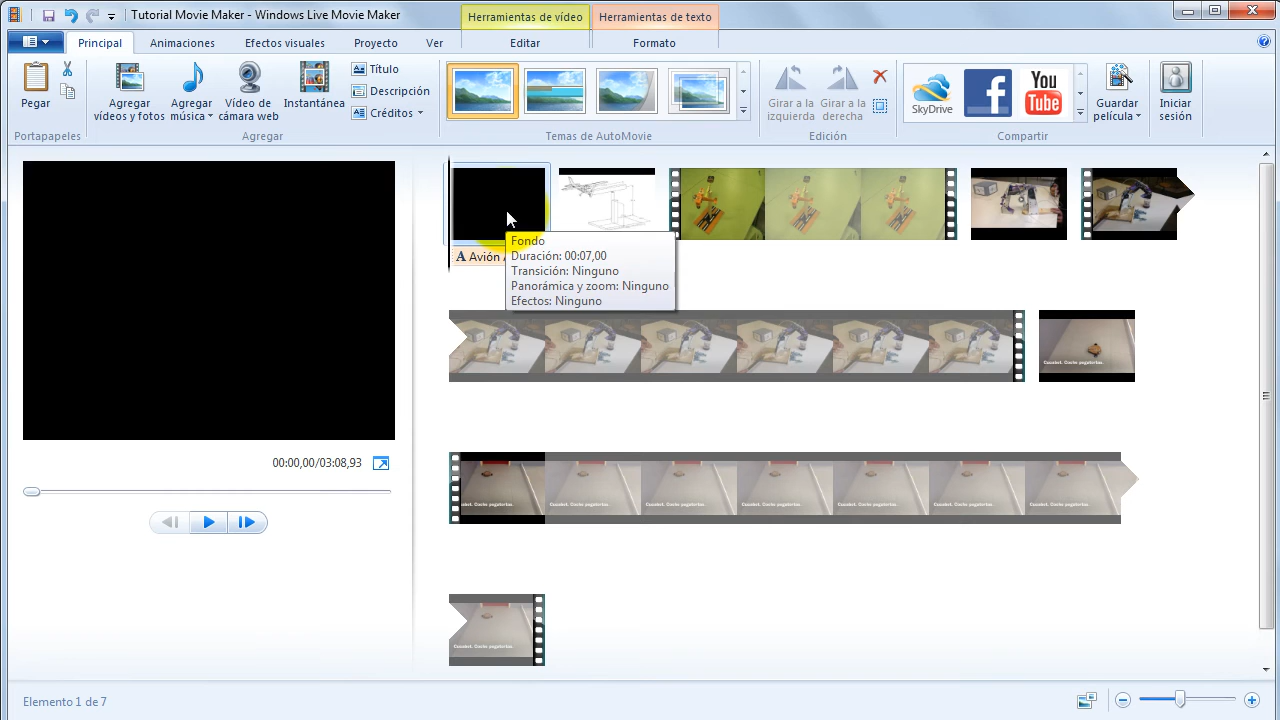 Tutorial Movie Maker - Windows Live Movie Maker
Herramientas de vídeo
Herramientas de texto
Principal
Animaciones
Efectos visuales
Proyecto
Ver
Editar
Formato
Pegar
Agregar vídeos y fotos
Agregar música
Vídeo de cámara web
Instantánea
Título
Descripción
Créditos
Girar a la izquierda
Girar a la derecha
SkyDrive
f
You Tube
Guardar película
Iniciar sesión
Portapapeles
Agregar
Temas de AutoMovie
Edición
Compartir
A Avión
Fondo
Duración: 00:07,00
Transición: Ninguno
Panorámica y zoom: Ninguno
Efectos: Ninguno
00:00,00/03:08,93
Elemento 1 de 7